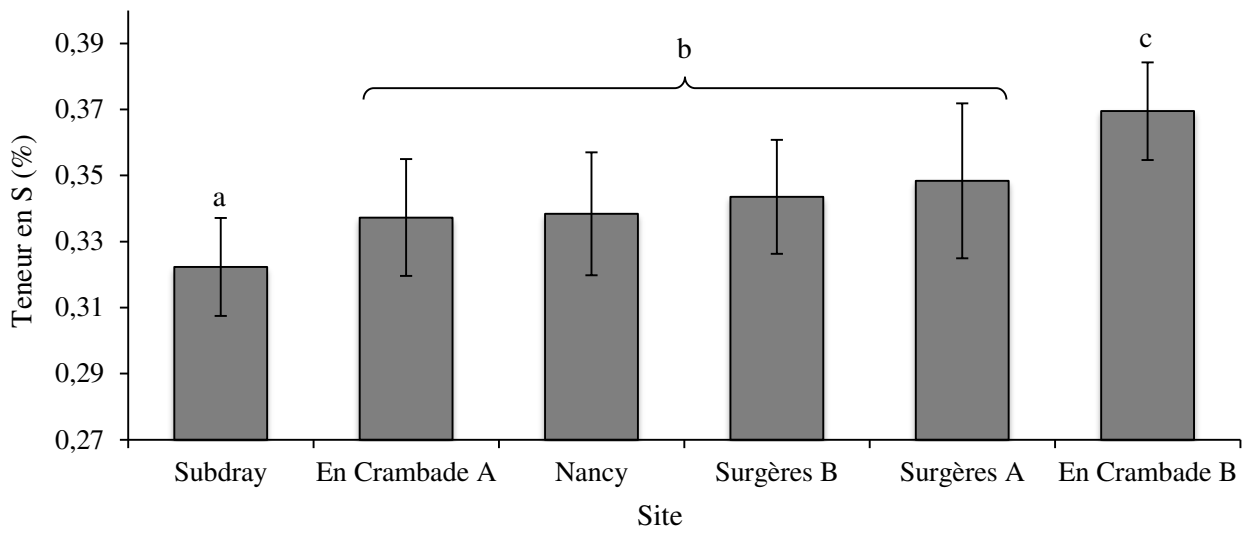 Teneur en S (%)
0,39
0,37
0,35
0,33
0,31
0,29
0,27
a
b
c
Subdray
En Crambade A
Nancy
Surgères B
Surgères A
En Crambade B
Site